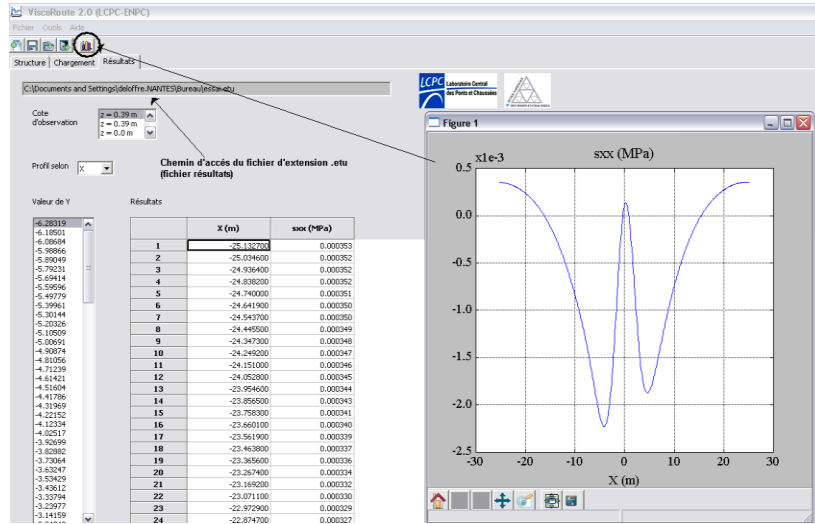 ViscoRoute 2.0 (LCPC-ENPC)
Fichier Outils Aide
Structure Chargement Résultats
C:\Documents and Settings\deloffre.NANTES\Bureau\essai.etu
LCPC Laboratoire Central
des Ponts et Chaussées
Cote
d'observation
z = 0.39 m
z = 0.39 m
z = 0.0 m
Profil selon X
Chemin d'accés du fichier d'extension .etu
(fichier résultats)
Valeur de Y
Résultats
-6.28319
-6.18501
-6.08684
-5.98866
-5.89049
-5.79231
-5.69414
-5.59596
-5.49779
-5.39961
-5.30144
-5.20326
-5.10509
-5.00691
-4.90874
-4.81056
-4.71239
-4.61421
-4.51604
-4.41786
-4.31969
-4.22152
-4.12334
-4.02517
-3.92699
-3.82882
-3.73064
-3.63247
-3.53429
-3.43612
-3.33794
-3.23977
-3.14159
X (m) sxx (MPa)
1 -25.132700 0.000353
2 -25.034600 0.000352
3 -24.936400 0.000352
4 -24.838200 0.000352
5 -24.740000 0.000351
6 -24.641900 0.000350
7 -24.543700 0.000350
8 -24.445500 0.000349
9 -24.347300 0.000348
10 -24.249200 0.000347
11 -24.151000 0.000346
12 -24.052800 0.000345
13 -23.954600 0.000344
14 -23.856500 0.000343
15 -23.758300 0.000341
16 -23.660100 0.000340
17 -23.561900 0.000339
18 -23.463800 0.000337
19 -23.365600 0.000336
20 -23.267400 0.000334
21 -23.169200 0.000332
22 -23.071100 0.000330
23 -22.972900 0.000329
24 -22.874700 0.000327
Figure 1
x1e-3 sxx (MPa)
0.5
0.0
-0.5
-1.0
-1.5
-2.0
-2.5
-30 -20 -10 0 10 20 30
X (m)